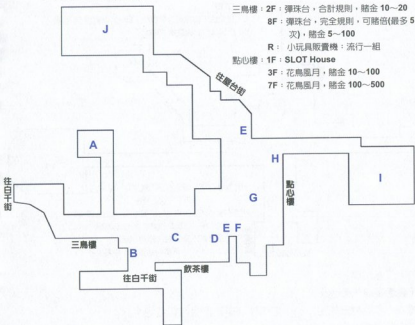 三鳥樓：2F：彈珠台，合計規則，賭金 10～20
8F：彈珠台，完全規則，可賭倍(最多 5
次)，賭金 5～100
R：小玩具販賣機：流行一組
點心樓：1F：SLOT House
3F：花鳥風月，賭金 10～100
7F：花鳥風月，賭金 100～500
J
往屋台街
E
A
H
I
往白千街
G
點心樓
三鳥樓
B
C
D
E
F
往白千街
飲茶樓